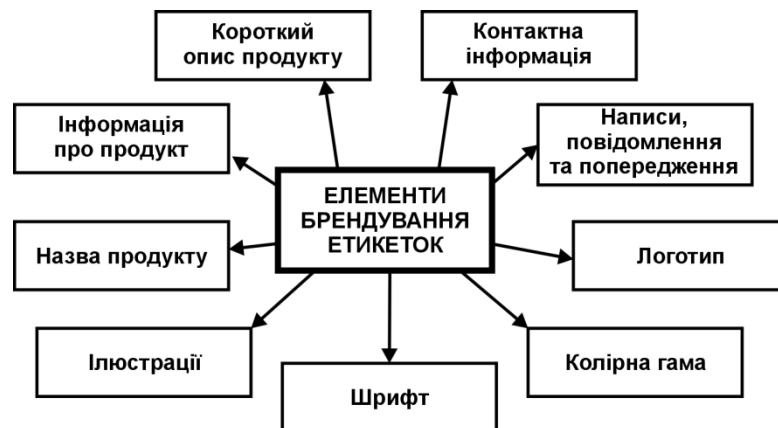 Короткий
опис продукту
Контактна
інформація
Інформація
про продукт
Написи,
повідомлення
та попередження
ЕЛЕМЕНТИ
БРЕНДУВАННЯ
ЕТИКЕТОК
Назва продукту
Логотип
Ілюстрації
Колірна гама
Шрифт